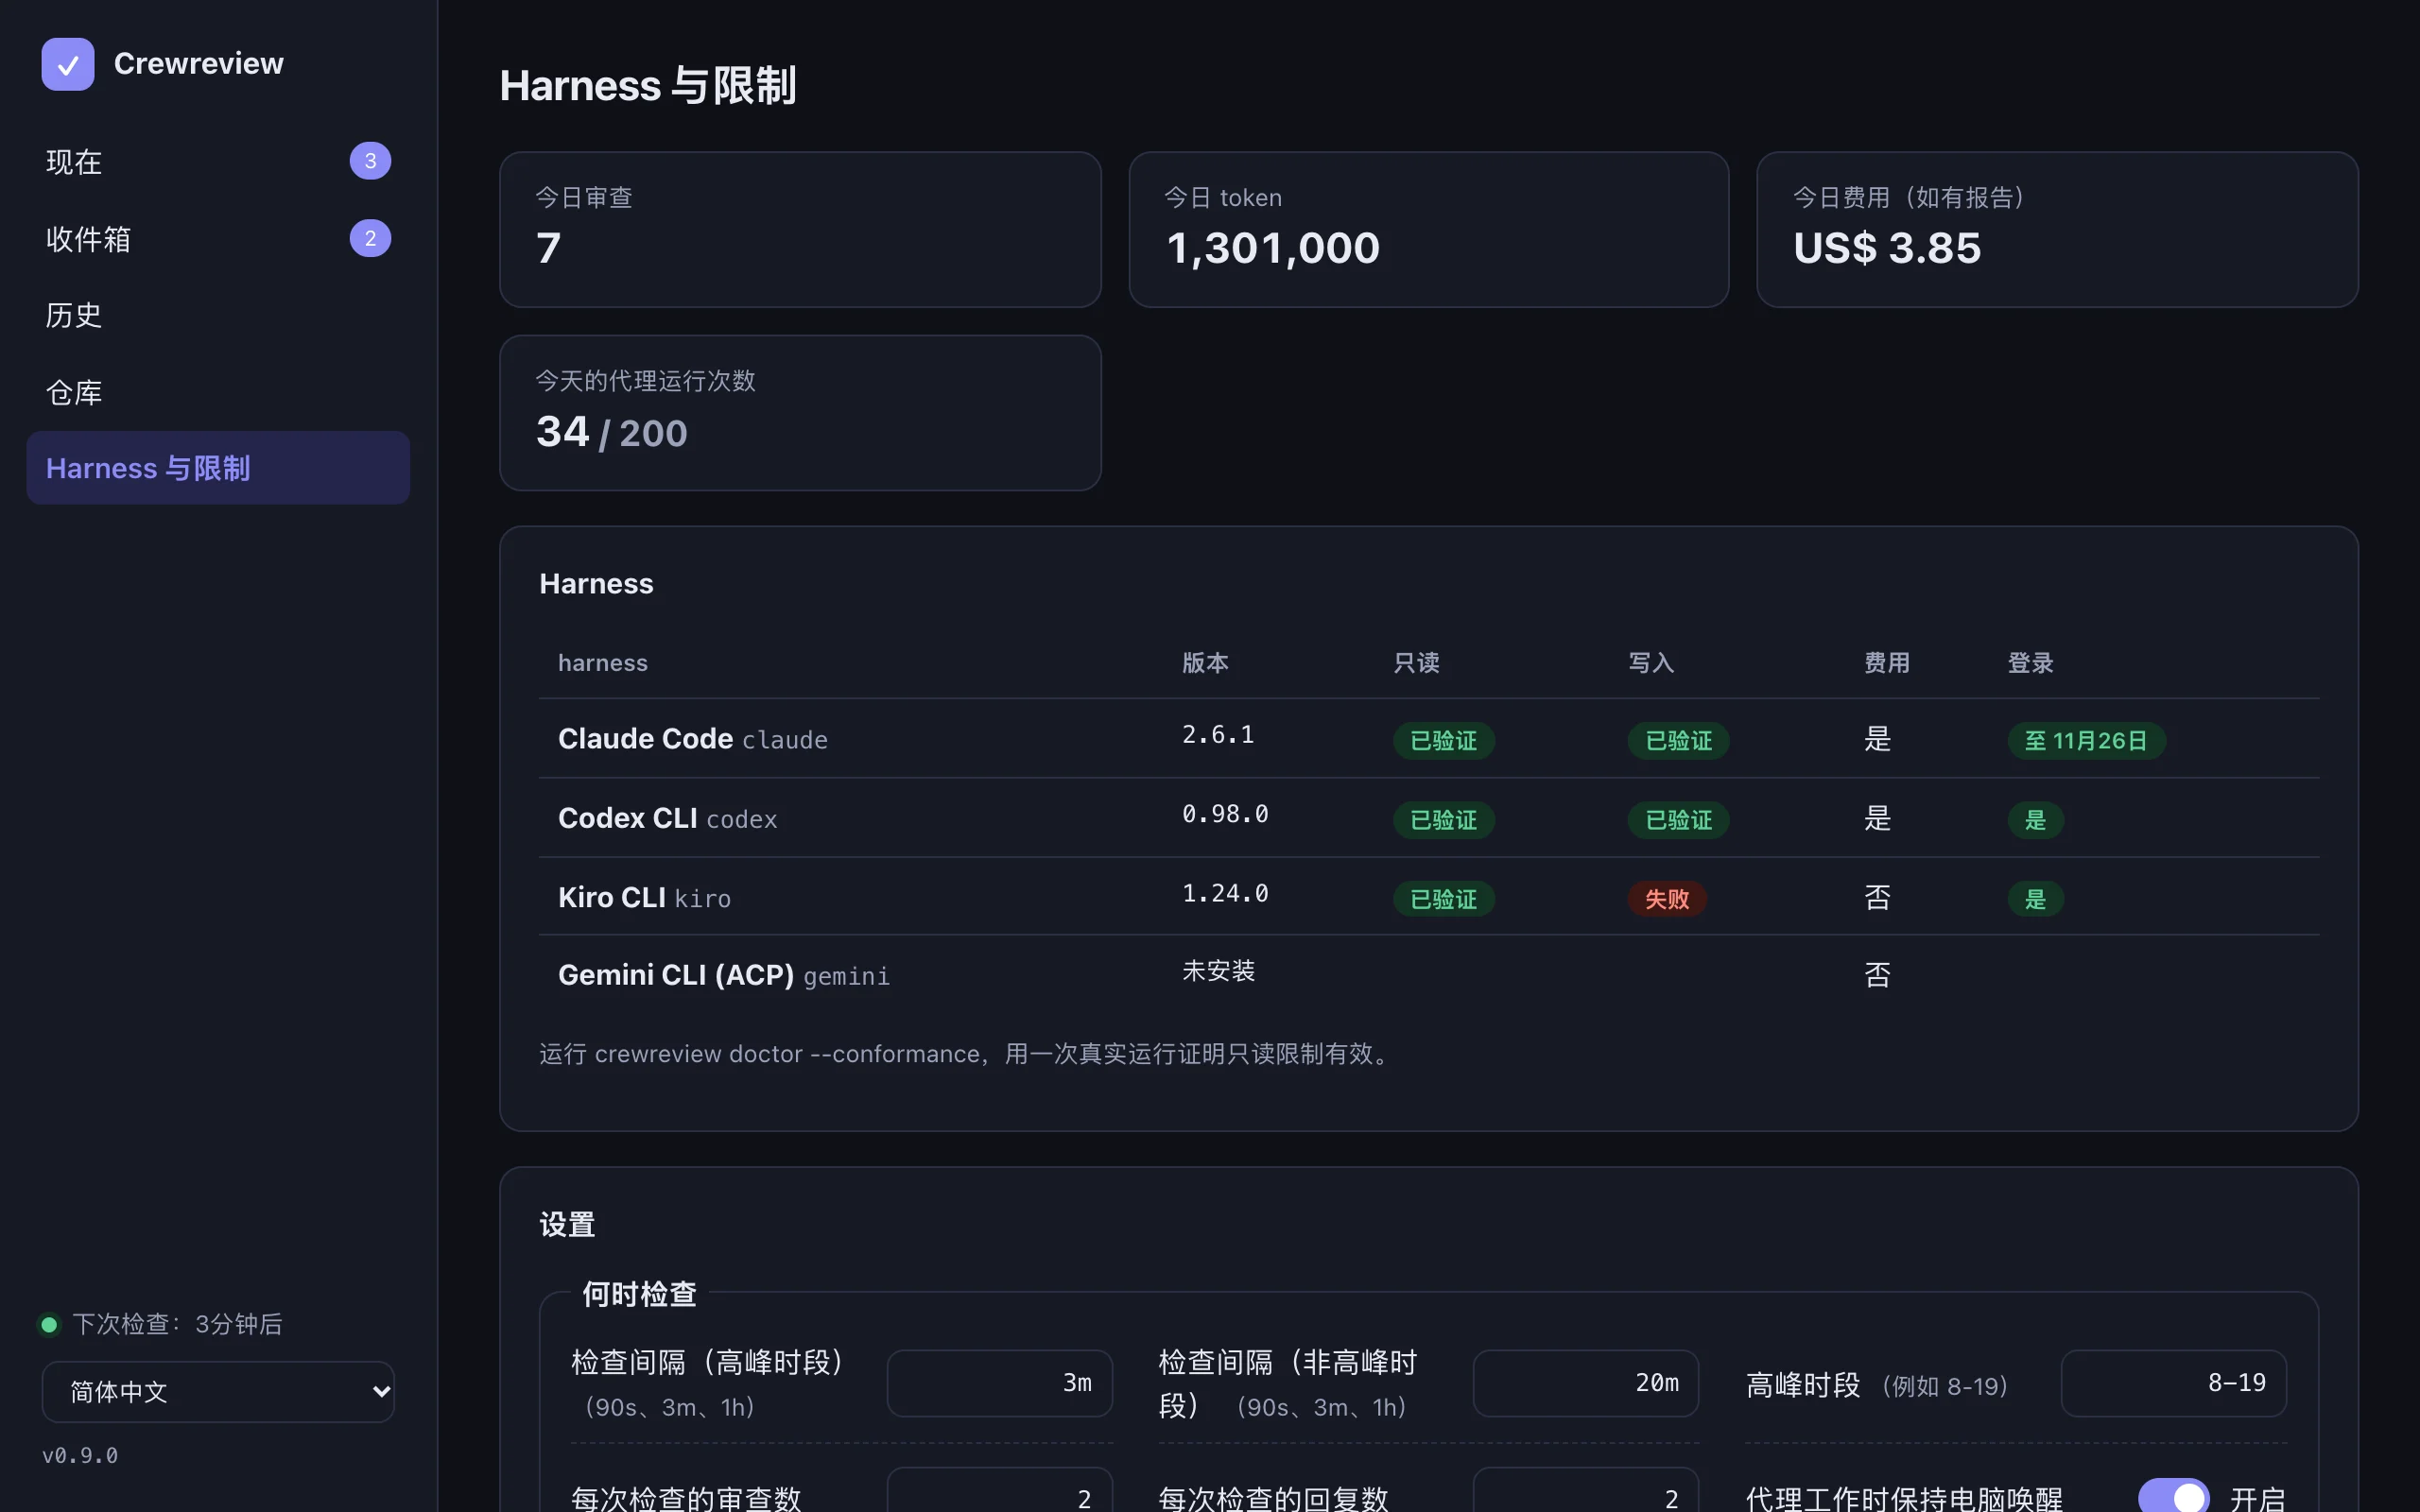 Crewreview
现在 3
收件箱 2
历史
仓库
Harness 与限制
下次检查：3分钟后
简体中文
v0.9.0
Harness 与限制
今日审查
7
今日 token
1,301,000
今日费用（如有报告）
US$ 3.85
今天的代理运行次数
34 / 200
Harness
harness 版本 只读 写入 费用 登录
Claude Code claude 2.6.1 已验证 已验证 是 至 11月26日
Codex CLI codex 0.98.0 已验证 已验证 是 是
Kiro CLI kiro 1.24.0 已验证 失败 否 是
Gemini CLI (ACP) gemini 未安装 否
运行 crewreview doctor --conformance，用一次真实运行证明只读限制有效。
设置
何时检查
检查间隔（高峰时段）
（90s、3m、1h）
3m
检查间隔（非高峰时
段）（90s、3m、1h）
20m
高峰时段（例如 8-19）
8–19
每次检查的审查数 2
每次检查的回复数 2
代理工作时保持电脑唤醒 开启